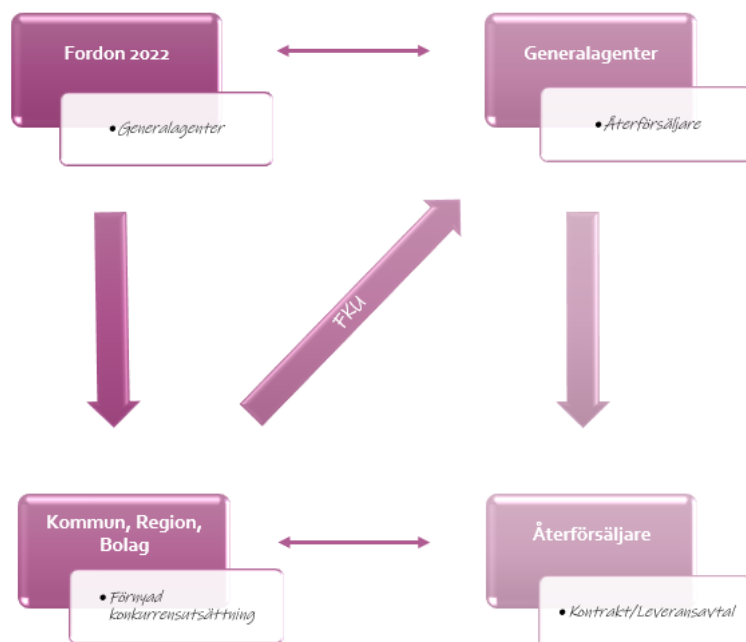 Fordon 2022
• Generalagenter
Generalagenter
• Återförsäljare
FKU
Kommun, Region,
Bolag
• Förnyad
konkurrensutsättning
Återförsäljare
• Kontrakt/Leveransavtal